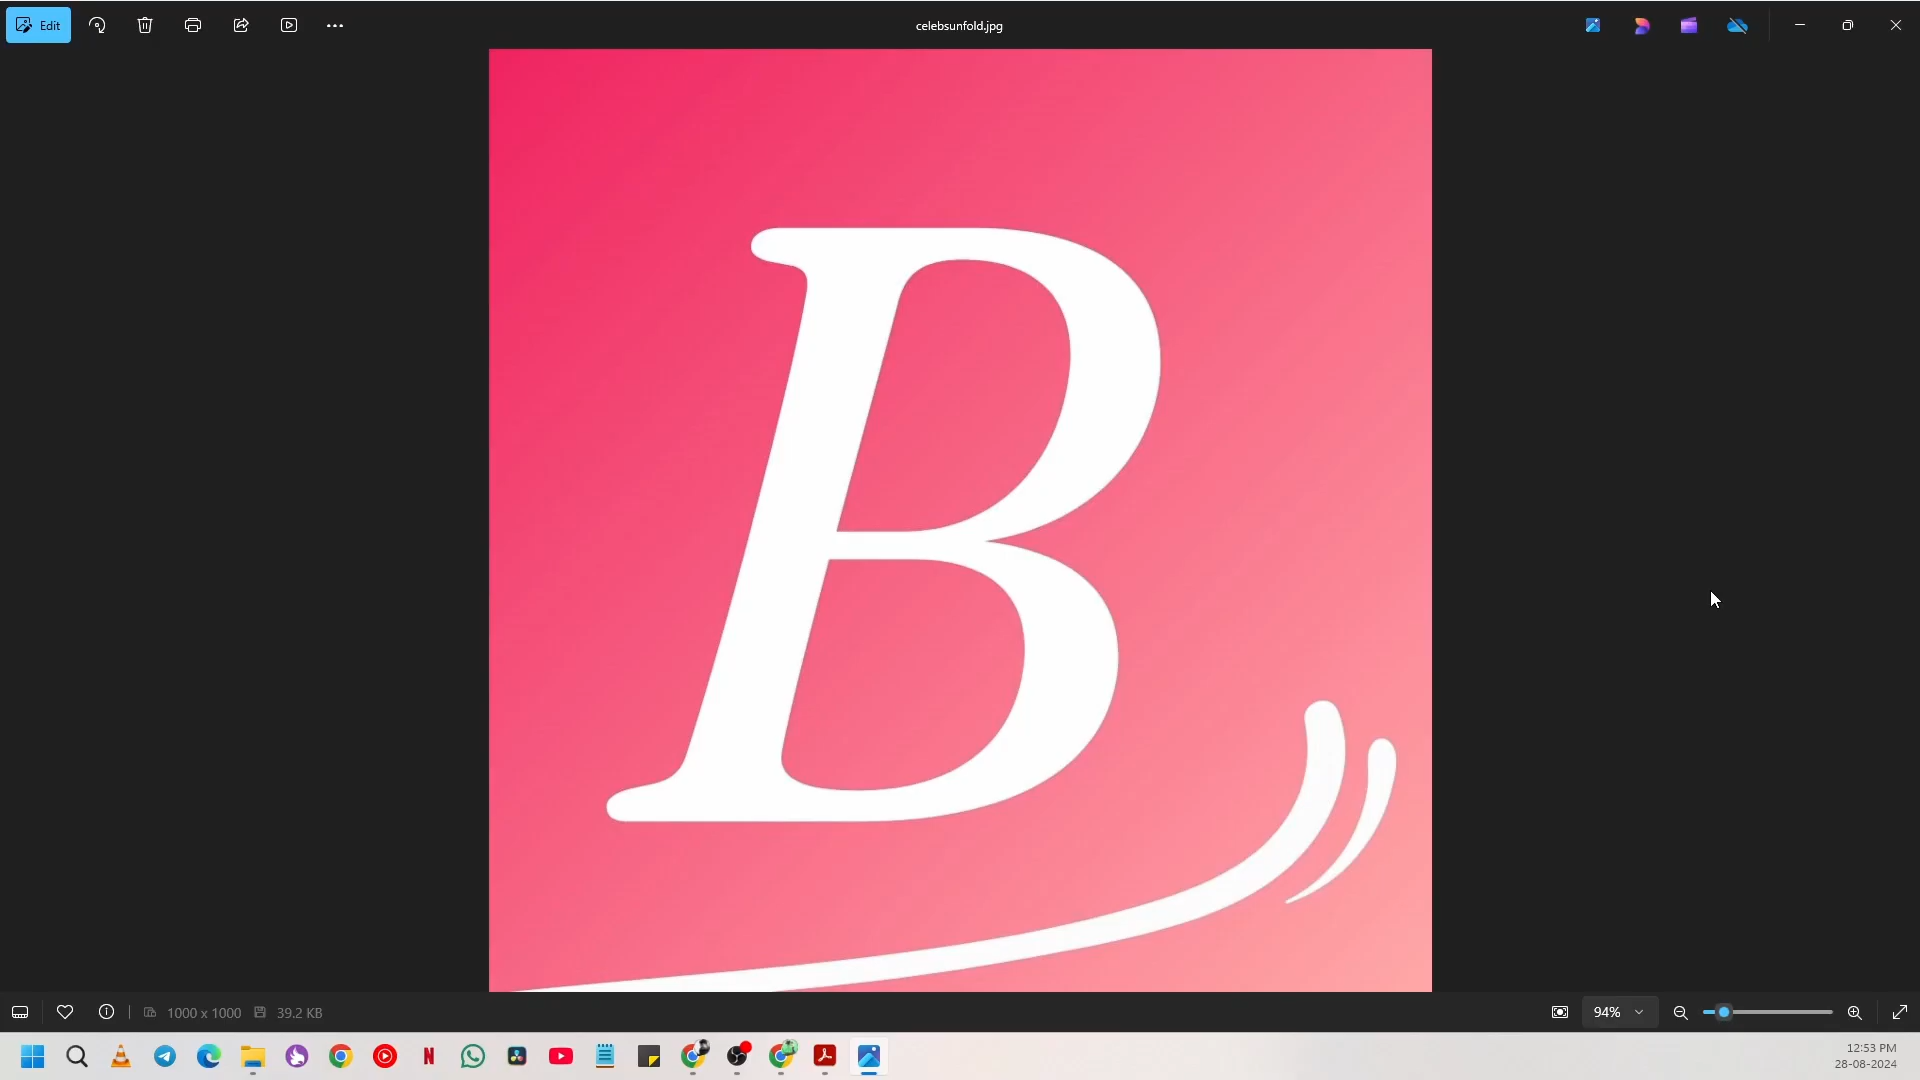 Edit
celebsunfold.jpg
B
1000 x 1000
39.2 KB
94%
N
12:53 PM
28-08-2024